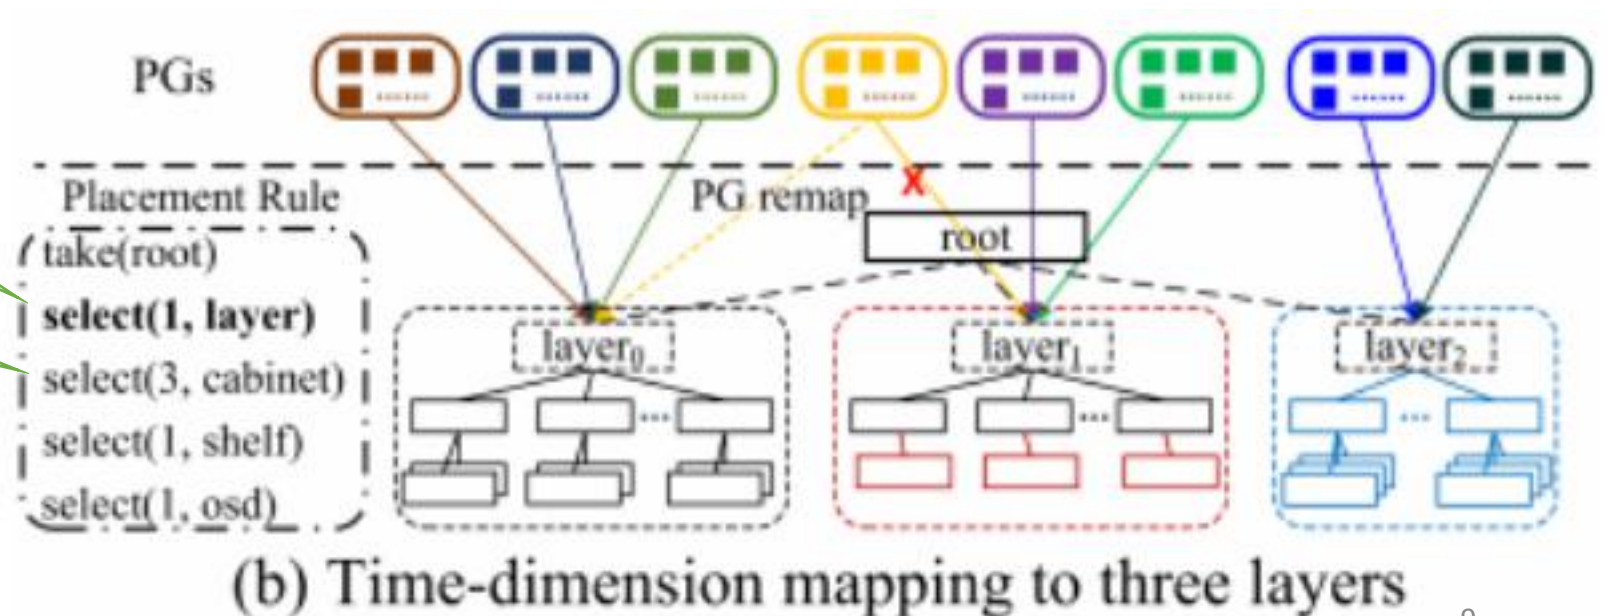 PGs
Placement Rule
PG remap
X
root
take(root)
select(1, layer)
select(3, cabinet)
select(1, shelf)
select(1, osd)
layer0
layer1
layer2
(b) Time-dimension mapping to three layers